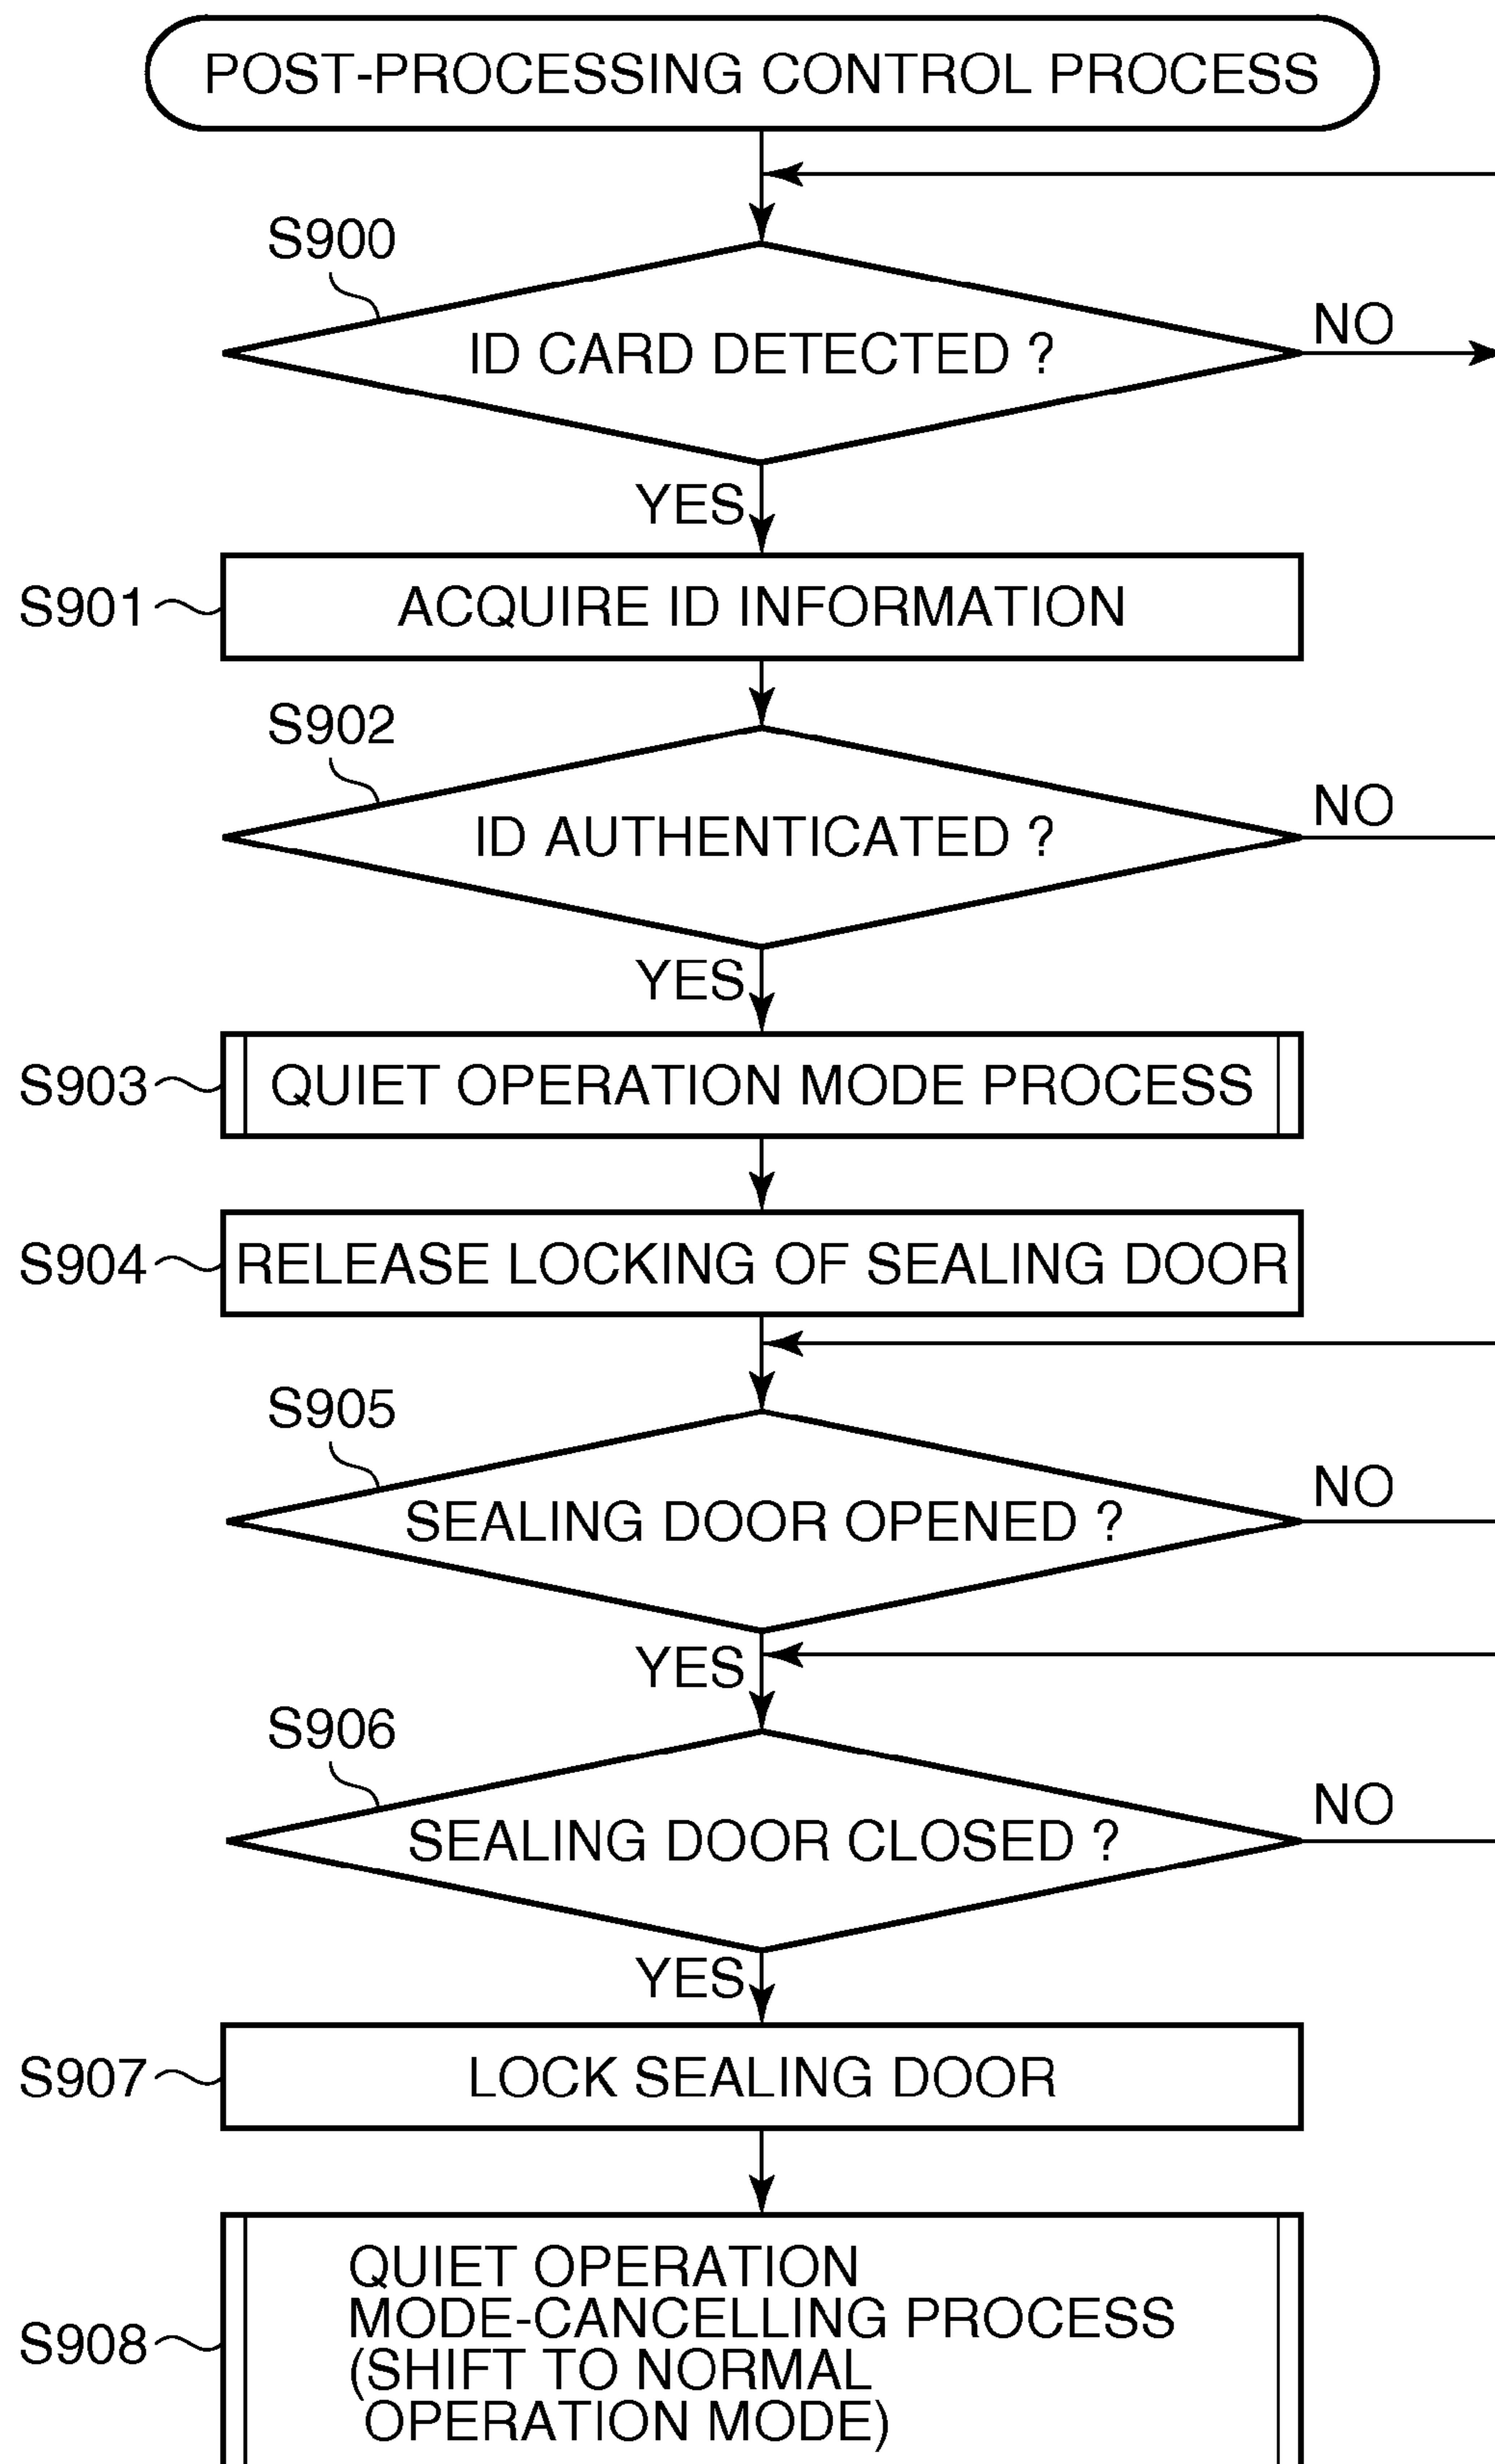 POST-PROCESSING CONTROL PROCESS
S900
ID CARD DETECTED ?
NO
YES
S901
ACQUIRE ID INFORMATION
S902
ID AUTHENTICATED ?
NO
YES
S903
QUIET OPERATION MODE PROCESS
S904
RELEASE LOCKING OF SEALING DOOR
S905
SEALING DOOR OPENED ?
NO
YES
S906
SEALING DOOR CLOSED ?
NO
YES
S907
LOCK SEALING DOOR
S908
QUIET OPERATION
MODE-CANCELLING PROCESS
(SHIFT TO NORMAL
OPERATION MODE)